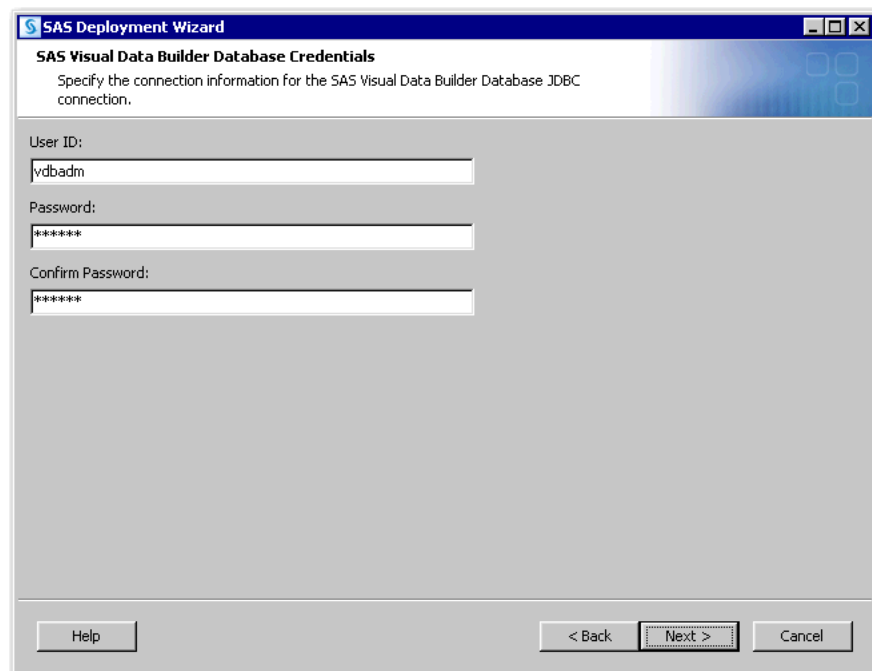 SAS Deployment Wizard
SAS Visual Data Builder Database Credentials
Specify the connection information for the SAS Visual Data Builder Database JDBC
connection.
User ID:
vdbadm
Password:
******
Confirm Password:
******
Help
< Back
Next >
Cancel